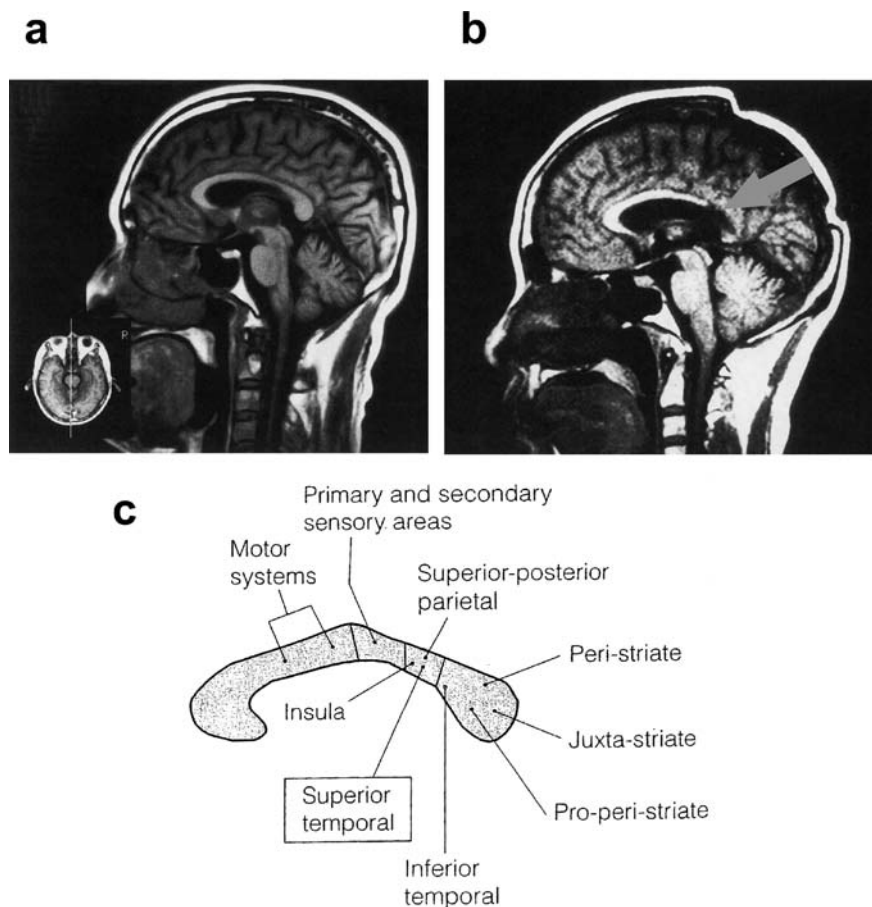 a
b
P
c
Primary and secondary
sensory areas
Motor
systems
Superior-posterior
parietal
Peri-striate
Insula
Juxta-striate
Superior
temporal
Pro-peri-striate
Inferior
temporal